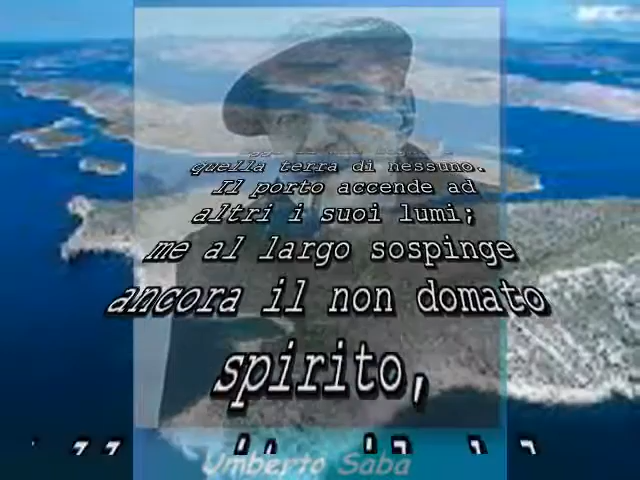 quella terra di nessuno.
Il porto accende ad
altri i suoi lumi;
me al largo sospinge
ancora il non domato
spirito,
Umberto Saba